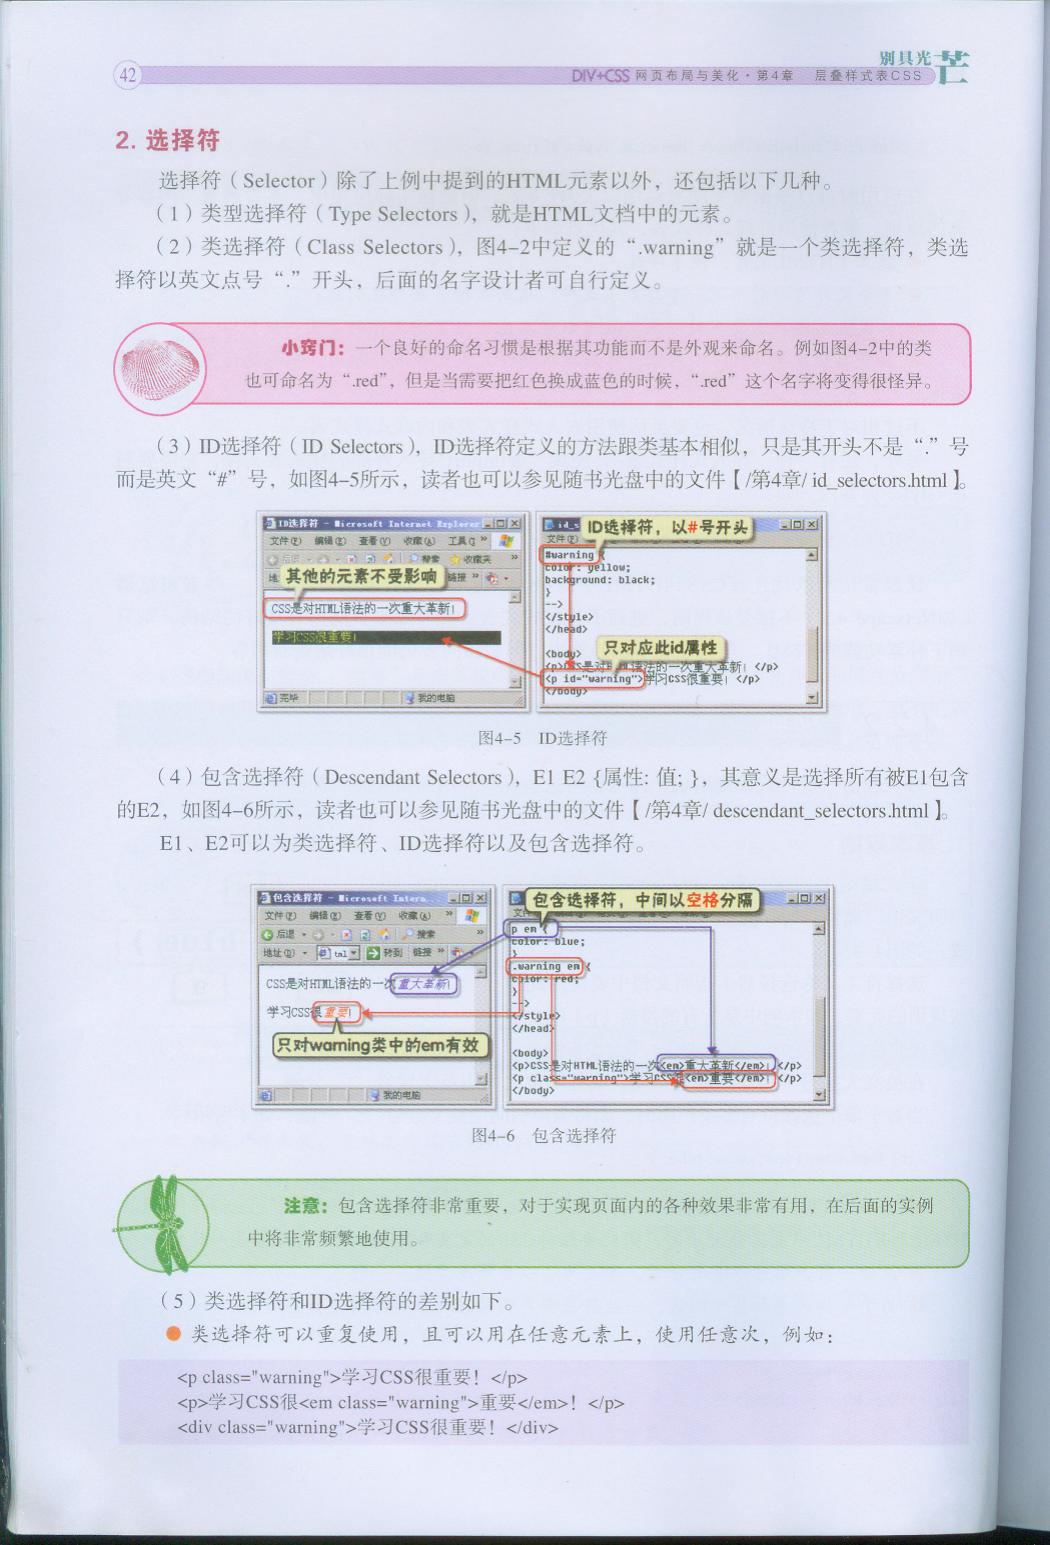 42
别具光芒
DIV+CSS 网页布局与美化·第4章　层叠样式表CSS
2. 选择符
选择符（Selector）除了上例中提到的HTML元素以外，还包括以下几种。
（1）类型选择符（Type Selectors），就是HTML文档中的元素。
（2）类选择符（Class Selectors），图4-2中定义的“.warning”就是一个类选择符，类选
择符以英文点号“.”开头，后面的名字设计者可自行定义。
小窍门：一个良好的命名习惯是根据其功能而不是外观来命名。例如图4-2中的类
也可命名为“.red”，但是当需要把红色换成蓝色的时候，“.red”这个名字将变得很怪异。
（3）ID选择符（ID Selectors），ID选择符定义的方法跟类基本相似，只是其开头不是“.”号
而是英文“#”号，如图4-5所示，读者也可以参见随书光盘中的文件【/第4章/ id_selectors.html】。
ID选择符 - Microsoft Internet Explorer
文件(F) 编辑(E) 查看(V) 收藏(A) 工具(T) »
后退 搜索 收藏夹 »
其他的元素不受影响
链接 »
CSS是对HTML语法的一次重大革新！
学习CSS很重要！
完毕 我的电脑
id_s
ID选择符，以#号开头
#warning {
color: yellow;
background: black;
}
-->
</style>
</head>
只对应此id属性
<body>
<p>CSS是对HTML语法的一次重大革新！</p>
<p id="warning">学习CSS很重要！</p>
</body>
图4-5　ID选择符
（4）包含选择符（Descendant Selectors），E1 E2 {属性: 值; }，其意义是选择所有被E1包含
的E2，如图4-6所示，读者也可以参见随书光盘中的文件【/第4章/ descendant_selectors.html】。
E1、E2可以为类选择符、ID选择符以及包含选择符。
包含选择符 - Microsoft Intern...
文件(F) 编辑(E) 查看(V) 收藏(A) »
后退 搜索 »
地址(D) tml 转到 链接 »
CSS是对HTML语法的一次重大革新！
学习CSS很重要！
只对warning类中的em有效
我的电脑
包含选择符，中间以空格分隔
p em {
color: blue;
}
.warning em {
color: red;
}
-->
</style>
</head>
<body>
<p>CSS是对HTML语法的一次<em>重大革新</em>！</p>
<p class="warning">学习CSS很<em>重要</em>！</p>
</body>
图4-6　包含选择符
注意：包含选择符非常重要，对于实现页面内的各种效果非常有用，在后面的实例
中将非常频繁地使用。
（5）类选择符和ID选择符的差别如下。
● 类选择符可以重复使用，且可以用在任意元素上，使用任意次，例如：
<p class="warning">学习CSS很重要！</p>
<p>学习CSS很<em class="warning">重要</em>！</p>
<div class="warning">学习CSS很重要！</div>